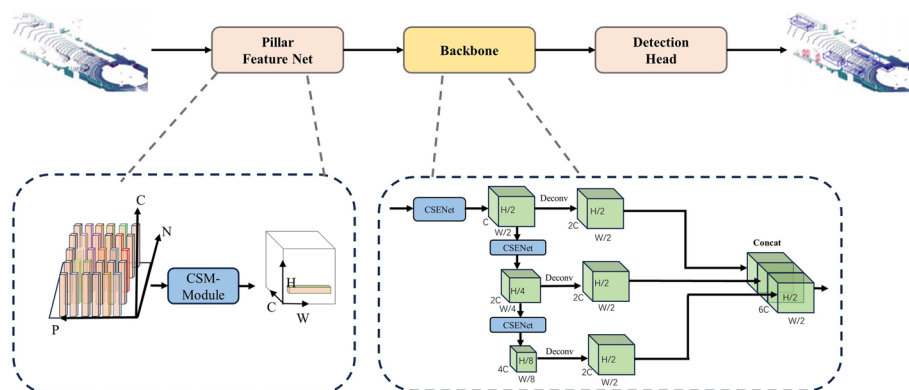 Pillar
Feature Net
Backbone
Detection
Head
C
N
P
CSM-
Module
H
C
W
CSENet
H/2
C
W/2
Deconv
H/2
2C
W/2
CSENet
H/4
2C
W/4
Deconv
H/2
2C
W/2
CSENet
H/8
4C
W/8
Deconv
H/2
2C
W/2
Concat
H/2
6C
W/2